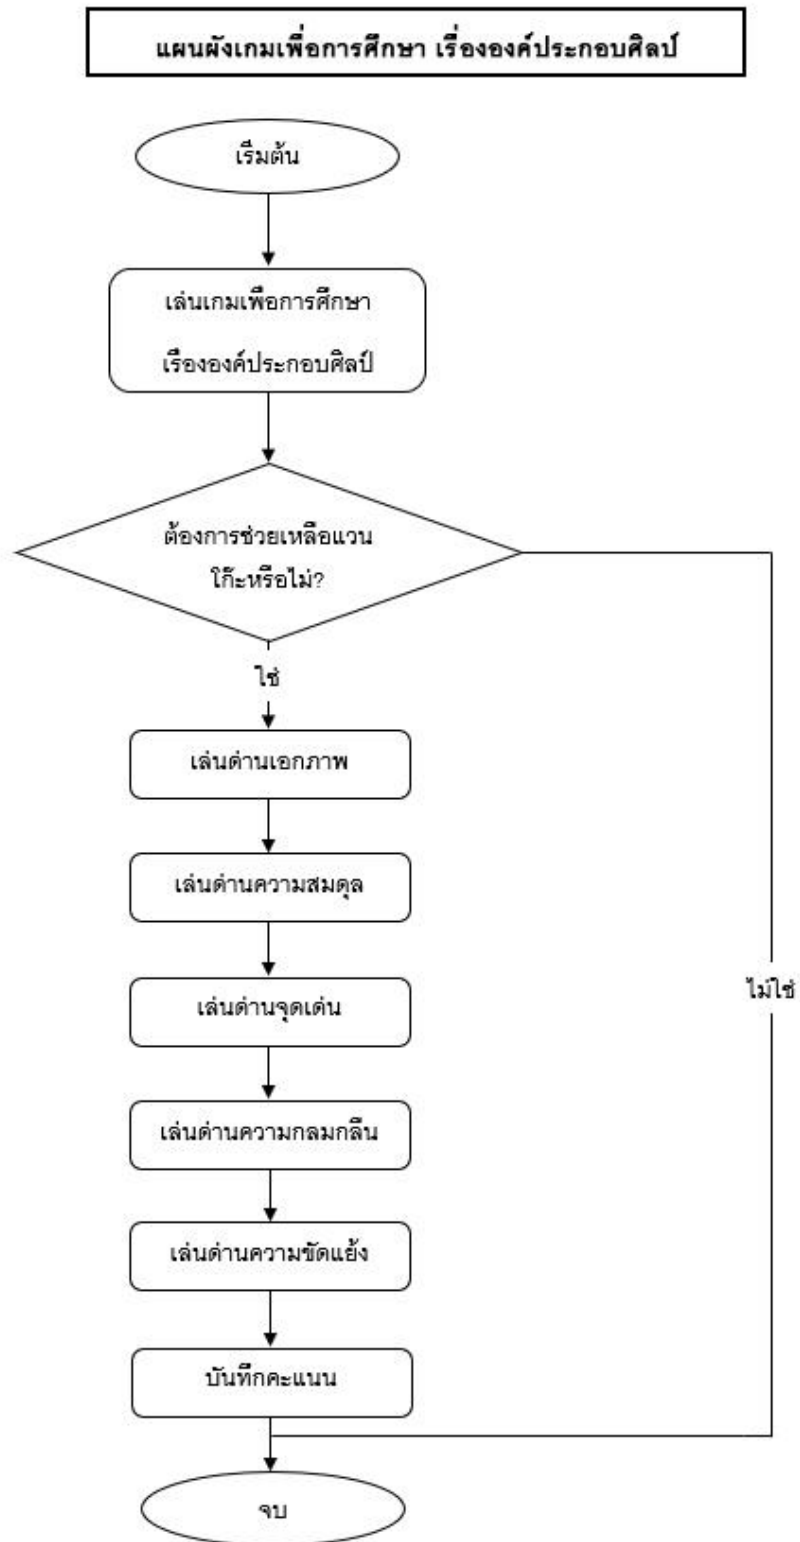 แผนผังเกมเพื่อการศึกษา เรื่ององค์ประกอบศิลป์
เริ่มต้น
เล่นเกมเพื่อการศึกษา
เรื่ององค์ประกอบศิลป์
ต้องการช่วยเหลือแวน
โก๊ะหรือไม่?
ใช่
เล่นด่านเอกภาพ
เล่นด่านความสมดุล
เล่นด่านจุดเด่น
ไม่ใช่
เล่นด่านความกลมกลืน
เล่นด่านความขัดแย้ง
บันทึกคะแนน
จบ